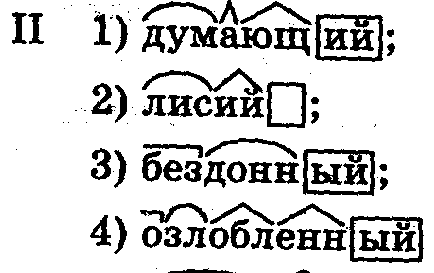 II 1) думающий;
2) лисий;
3) бездонный;
4) озлобленный